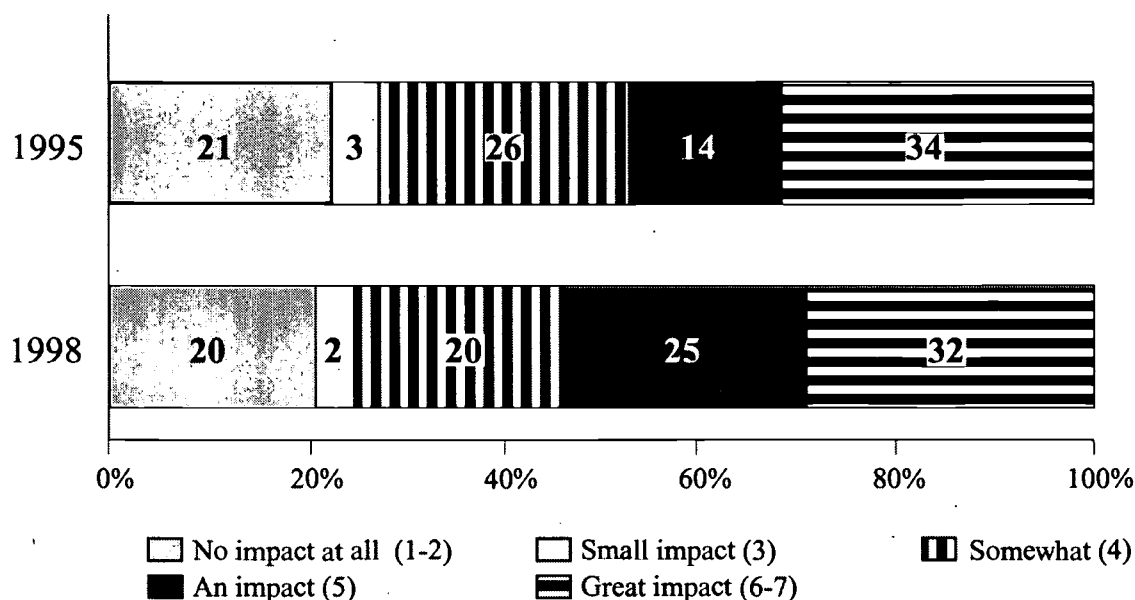 1995 21 3 26 14 34
1998 20 2 20 25 32
0% 20% 40% 60% 80% 100%
No impact at all (1-2) Small impact (3) Somewhat (4)
An impact (5) Great impact (6-7)